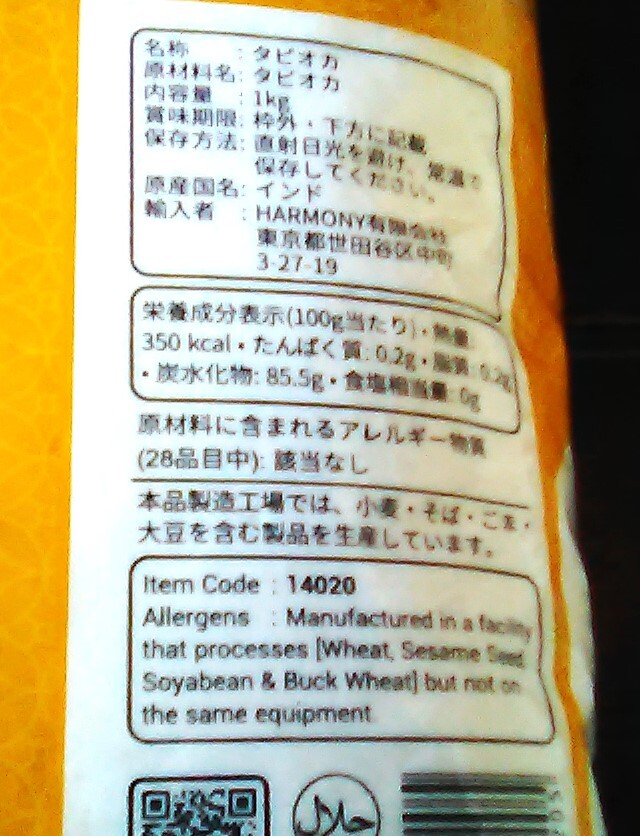 名称 : タピオカ
原材料名: タピオカ
内容量 : 1kg
賞味期限: 枠外・下方に記載
保存方法: 直射日光を避け、常温で
保存してください。
原産国名: インド
輸入者 : HARMONY有限会社
東京都世田谷区中町
3-27-19
栄養成分表示(100g当たり)・熱量
350 kcal・たんぱく質: 0.2g・脂質: 0.2g
・炭水化物: 85.5g・食塩相当量: 0g
原材料に含まれるアレルギー物質
(28品目中): 該当なし
本品製造工場では、小麦・そば・ごま・
大豆を含む製品を生産しています。
Item Code : 14020
Allergens : Manufactured in a facility
that processes [Wheat, Sesame Seed,
Soyabean & Buck Wheat] but not on
the same equipment
حلال